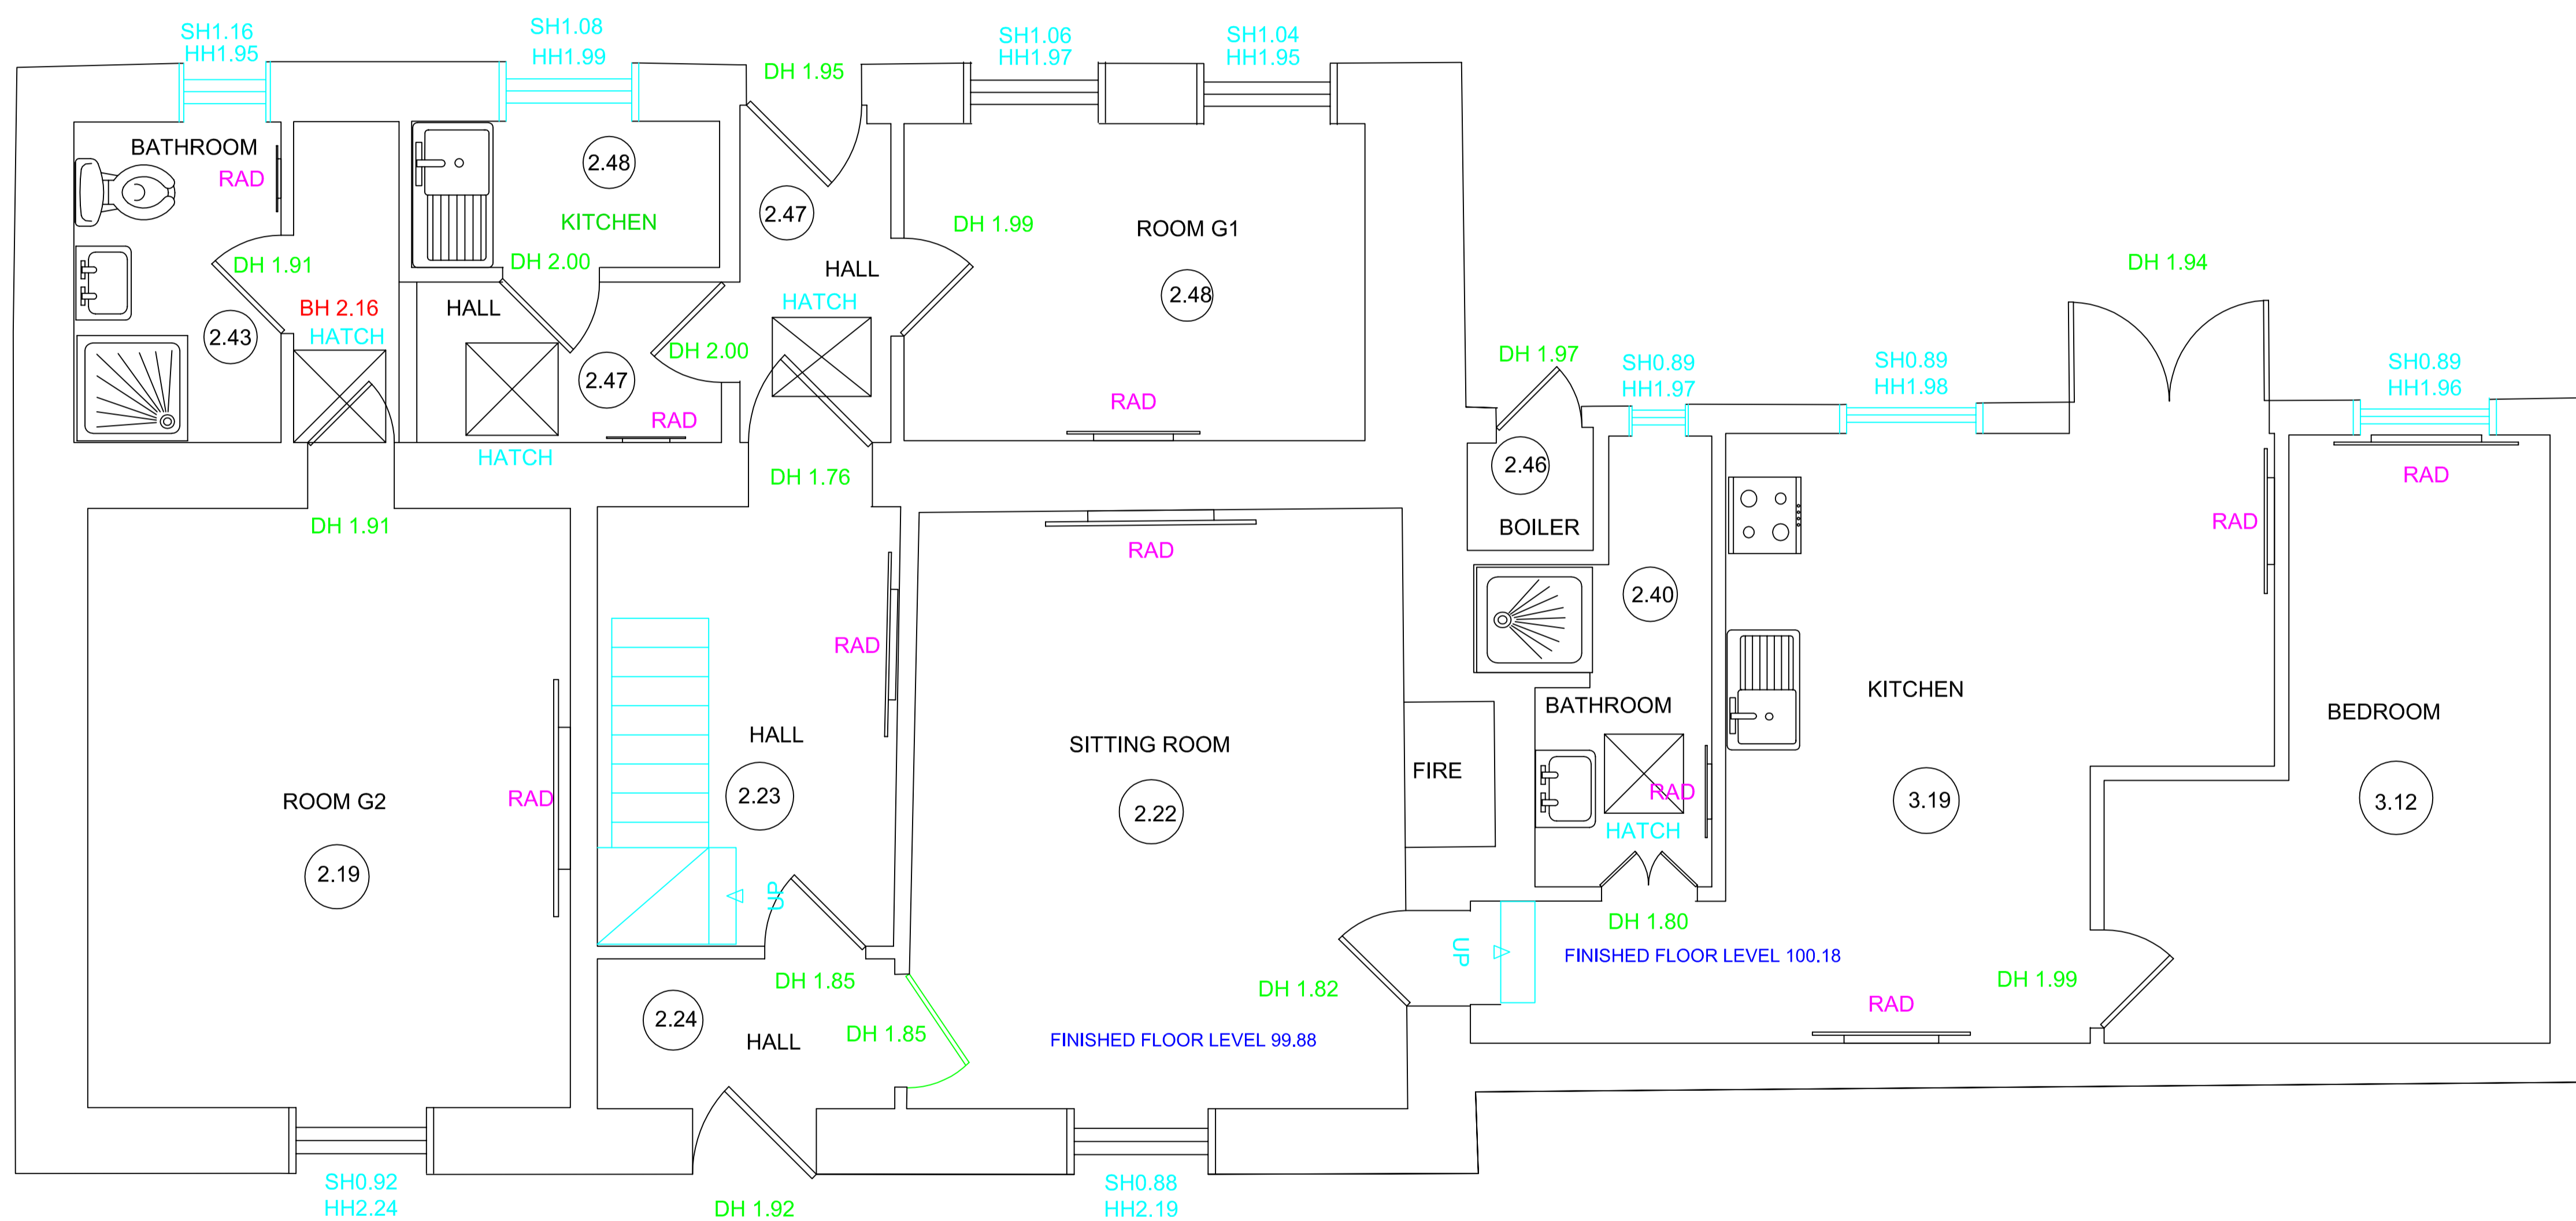 SH1.16
HH1.95
SH1.08
HH1.99
SH1.06
HH1.97
SH1.04
HH1.95
DH 1.95
BATHROOM
RAD
2.48
KITCHEN
2.47
DH 1.99
ROOM G1
DH 1.91
DH 2.00
HALL
DH 1.94
BH 2.16
HATCH
HALL
HATCH
2.48
2.43
DH 2.00
DH 1.97
SH0.89
HH1.97
SH0.89
HH1.98
SH0.89
HH1.96
2.47
RAD
RAD
HATCH
DH 1.76
2.46
RAD
DH 1.91
BOILER
RAD
RAD
2.40
RAD
BATHROOM
KITCHEN
BEDROOM
HALL
SITTING ROOM
FIRE
ROOM G2
RAD
2.23
2.22
RAD
3.19
3.12
HATCH
2.19
UP
DH 1.80
UP
FINISHED FLOOR LEVEL 100.18
DH 1.85
DH 1.82
DH 1.99
2.24
HALL
DH 1.85
FINISHED FLOOR LEVEL 99.88
RAD
SH0.92
HH2.24
DH 1.92
SH0.88
HH2.19